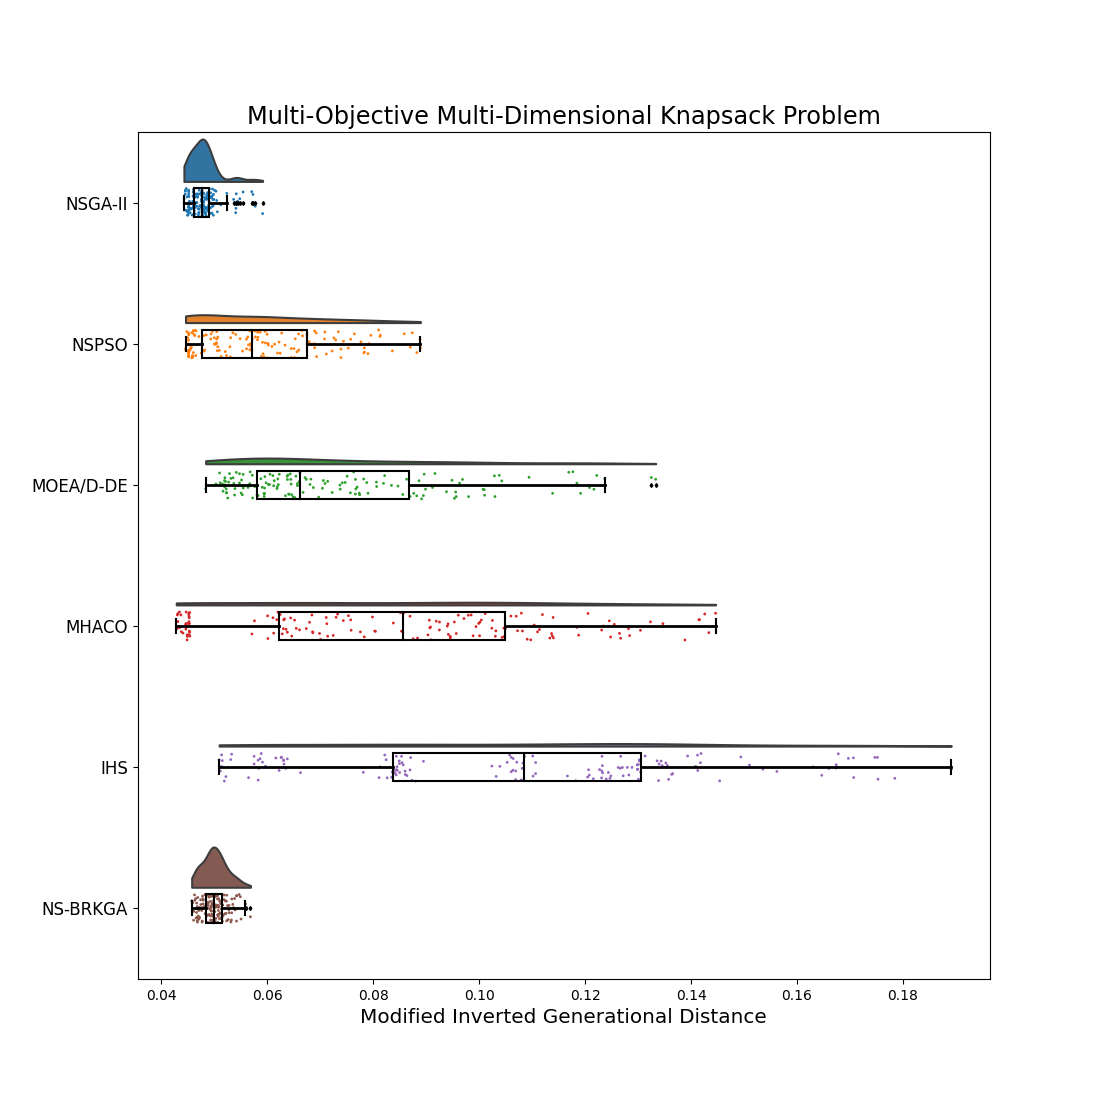 Multi-Objective Multi-Dimensional Knapsack Problem
NSGA-II
NSPSO
MOEA/D-DE
MHACO
IHS
NS-BRKGA
0.04 0.06 0.08 0.10 0.12 0.14 0.16 0.18
Modified Inverted Generational Distance